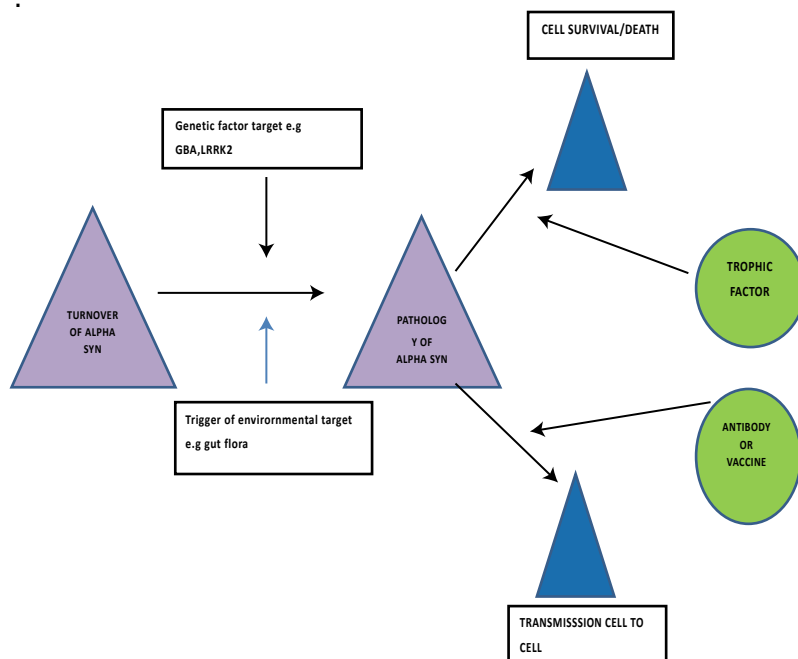 .
CELL SURVIVAL/DEATH
Genetic factor target e.g
GBA,LRRK2
TURNOVER
OF ALPHA
SYN
PATHOLOG
Y OF
ALPHA SYN
TROPHIC
FACTOR
Trigger of envirornmental target
e.g gut flora
ANTIBODY
OR
VACCINE
TRANSMISSSION CELL TO
CELL